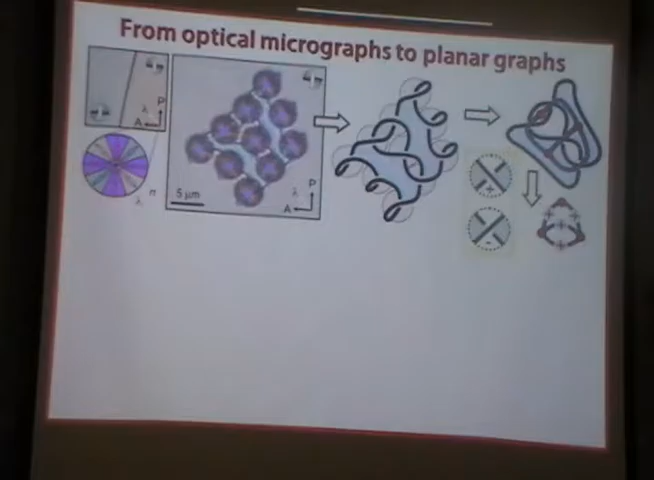 From optical micrographs to planar graphs
λ
P
A
λ
n
5 μm
λ
P
A
+
-